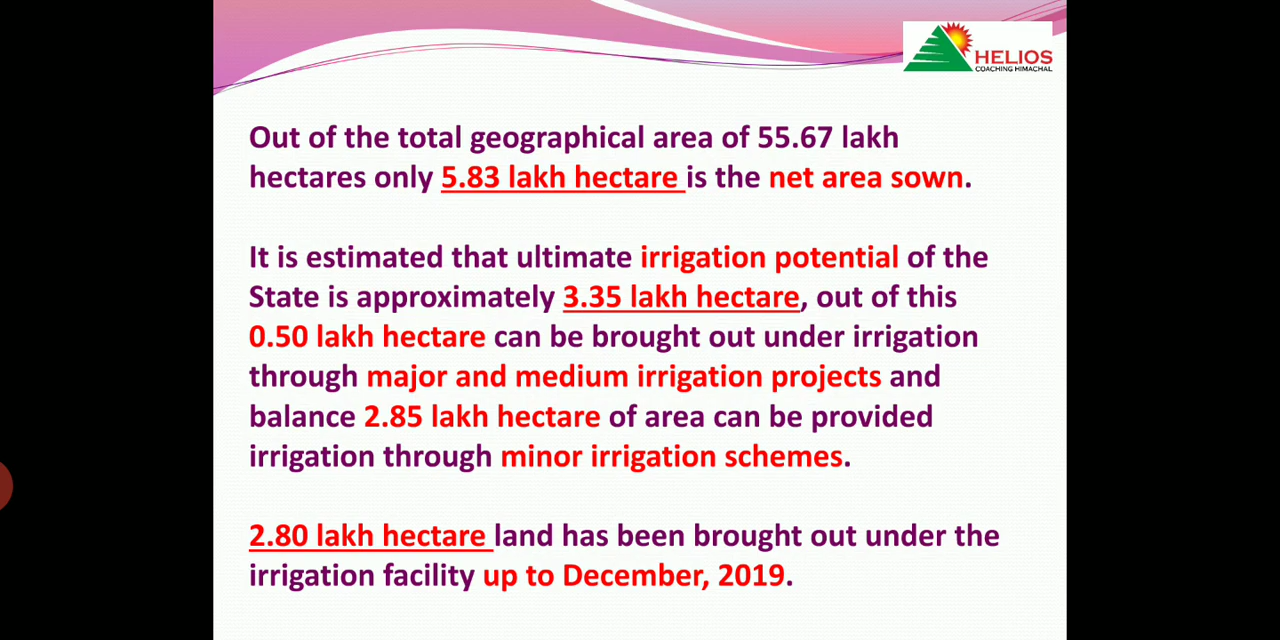 HELIOS
COACHING HIMACHAL
Out of the total geographical area of 55.67 lakh
hectares only 5.83 lakh hectare is the net area sown.
It is estimated that ultimate irrigation potential of the
State is approximately 3.35 lakh hectare, out of this
0.50 lakh hectare can be brought out under irrigation
through major and medium irrigation projects and
balance 2.85 lakh hectare of area can be provided
irrigation through minor irrigation schemes.
2.80 lakh hectare land has been brought out under the
irrigation facility up to December, 2019.